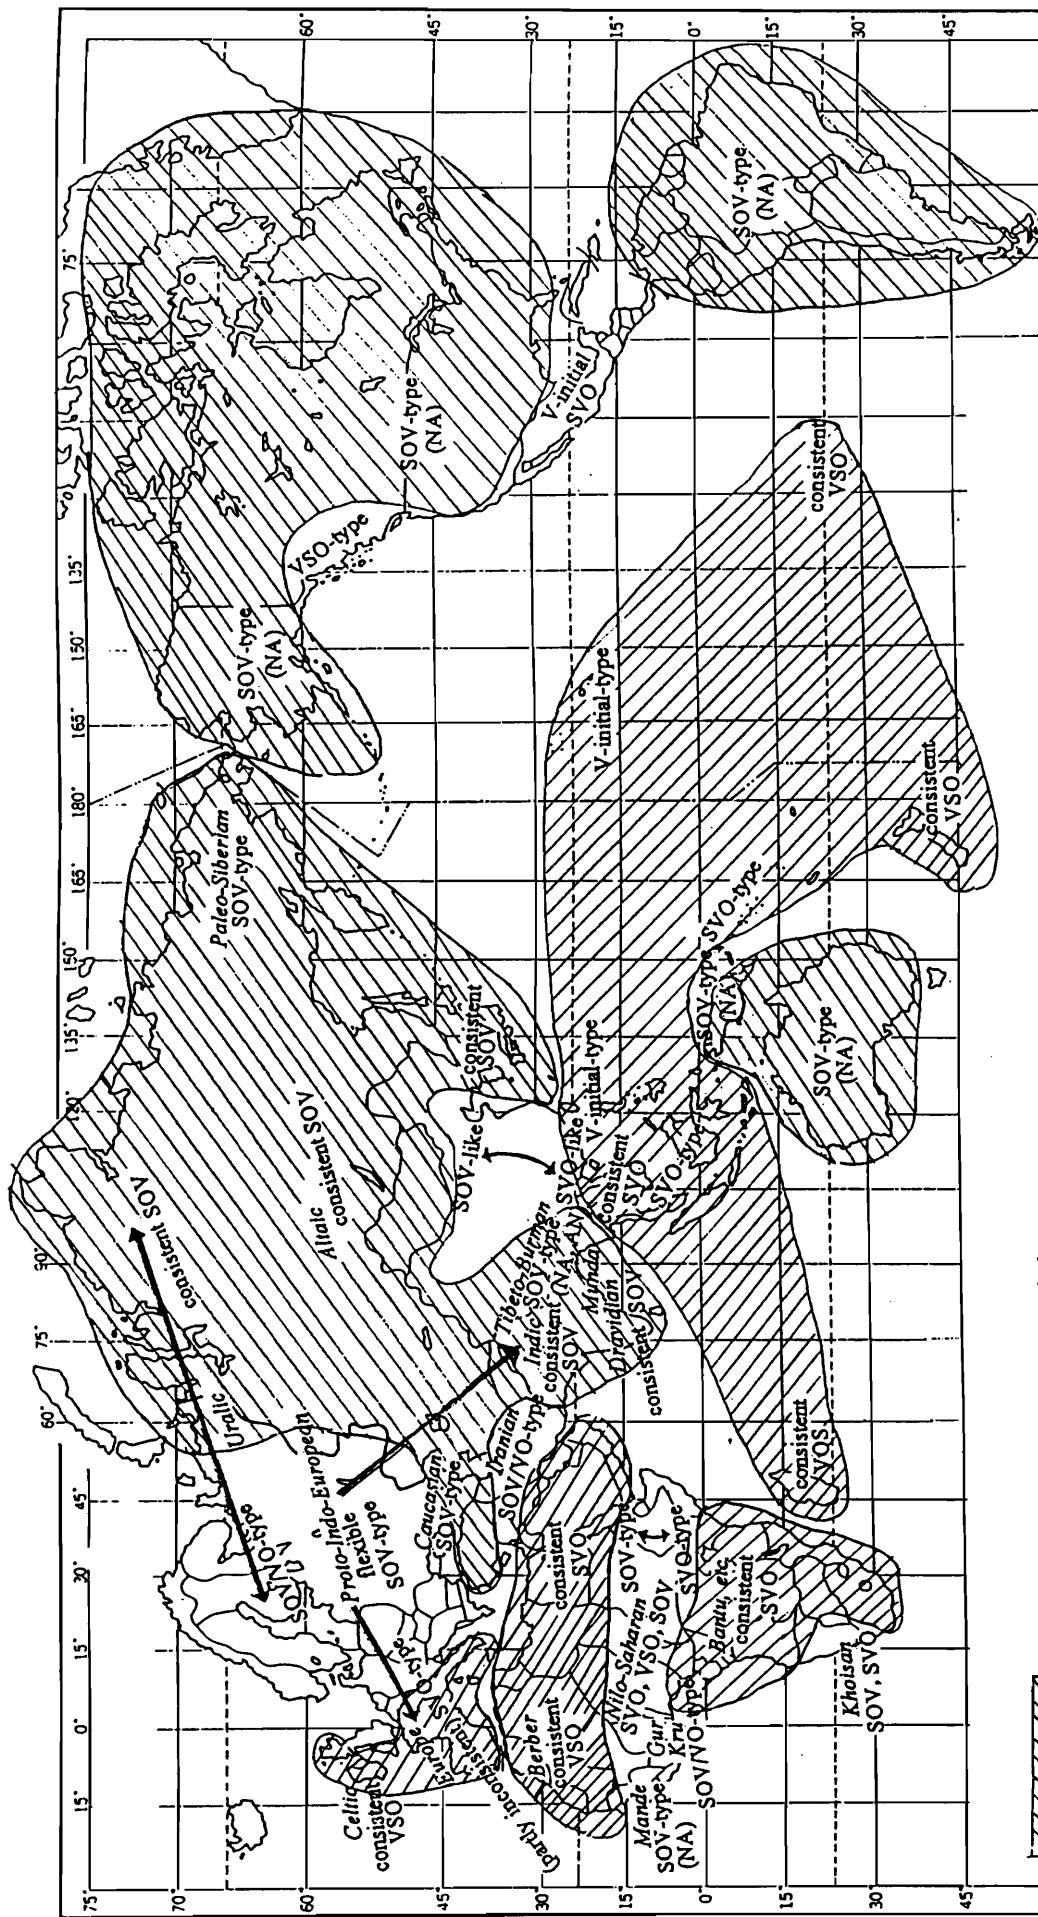 60°
45°
30°
15°
0°
15°
30°
45°
75°
70°
60°
45°
30°
15°
0°
15°
30°
45°
15°
0°
15°
30°
45°
60°
75°
90°
120°
135°
150°
165°
180°
165°
150°
135°
75°
Uralic
consistent SOV
Altaic
consistent SOV
Paleo-Siberian
SOV-type
SOV-type
(NA)
VSO-type
SOV-type
(NA)
V-initial
SVO
SOV-type
(NA)
Proto-Indo-European
flexible
SOV-type
Caucasian
SOV-type
Iranian
SOV/VO-type
Celtic
consistent
VSO
Europe
(partly inconsistent)
Berber
consistent
VSO
consistent
SVO
Tibeto-Burman
SOV-type
(NA, AN)
Indic
consistent
SOV
Munda
Dravidian
consistent SOV
SOV-like
SVO-like
consistent
SOV
consistent
SVO
V-initial-type
SVO-type
V-initial-type
SOV-type
(NA)
SVO-type
SOV-type
(NA)
consistent
VSO
consistent
VSO
consistent
VOS
Nilo-Saharan
SVO, VSO, SOV
SOV-type
SVO-type
Mande
SOV-type
(NA)
Gur
Kru
SOV/VO-type
Bantu, etc.
consistent
SVO
Khoisan
SOV, SVO